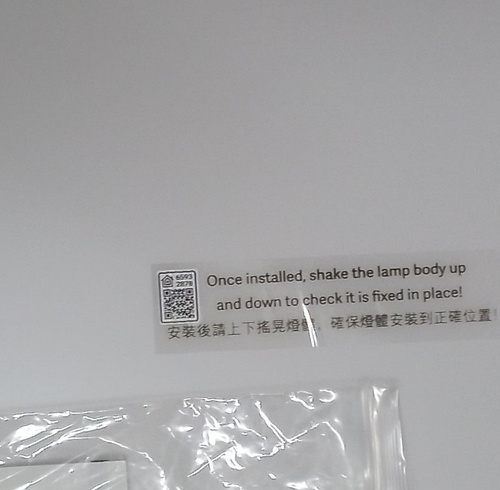 Once installed, shake the lamp body up
and down to check it is fixed in place!
安裝後請上下搖晃燈體，確保燈體安裝到正確位置！